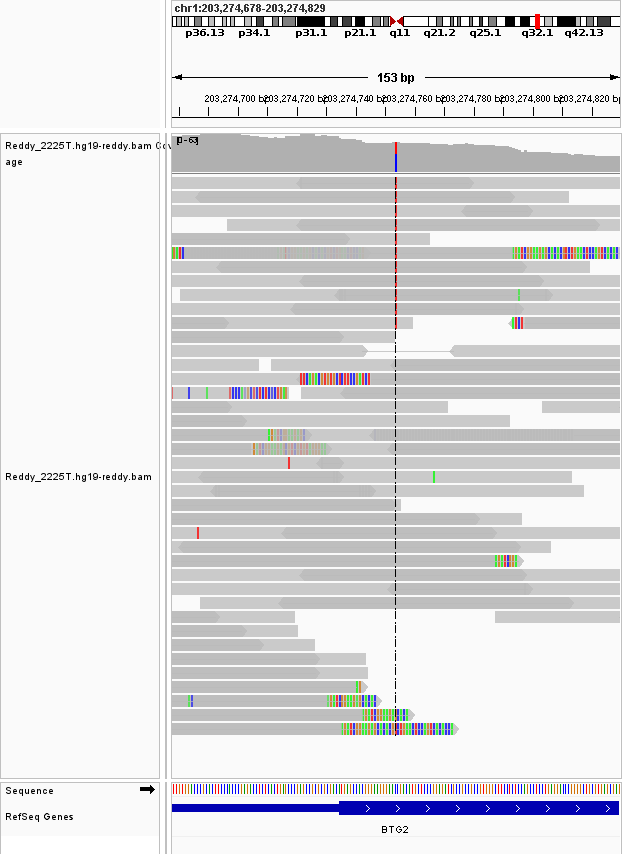 chr1:203,274,678-203,274,829
p36.13 p34.1 p31.1 p21.1 q11 q21.2 q25.1 q32.1 q42.13
153 bp
203,274,700 bp 203,274,720 bp 203,274,740 bp 203,274,760 bp 203,274,780 bp 203,274,800 bp 203,274,820 bp
[0-63]
Reddy_2225T.hg19-reddy.bam Cov
age
Reddy_2225T.hg19-reddy.bam
Sequence
RefSeq Genes
BTG2